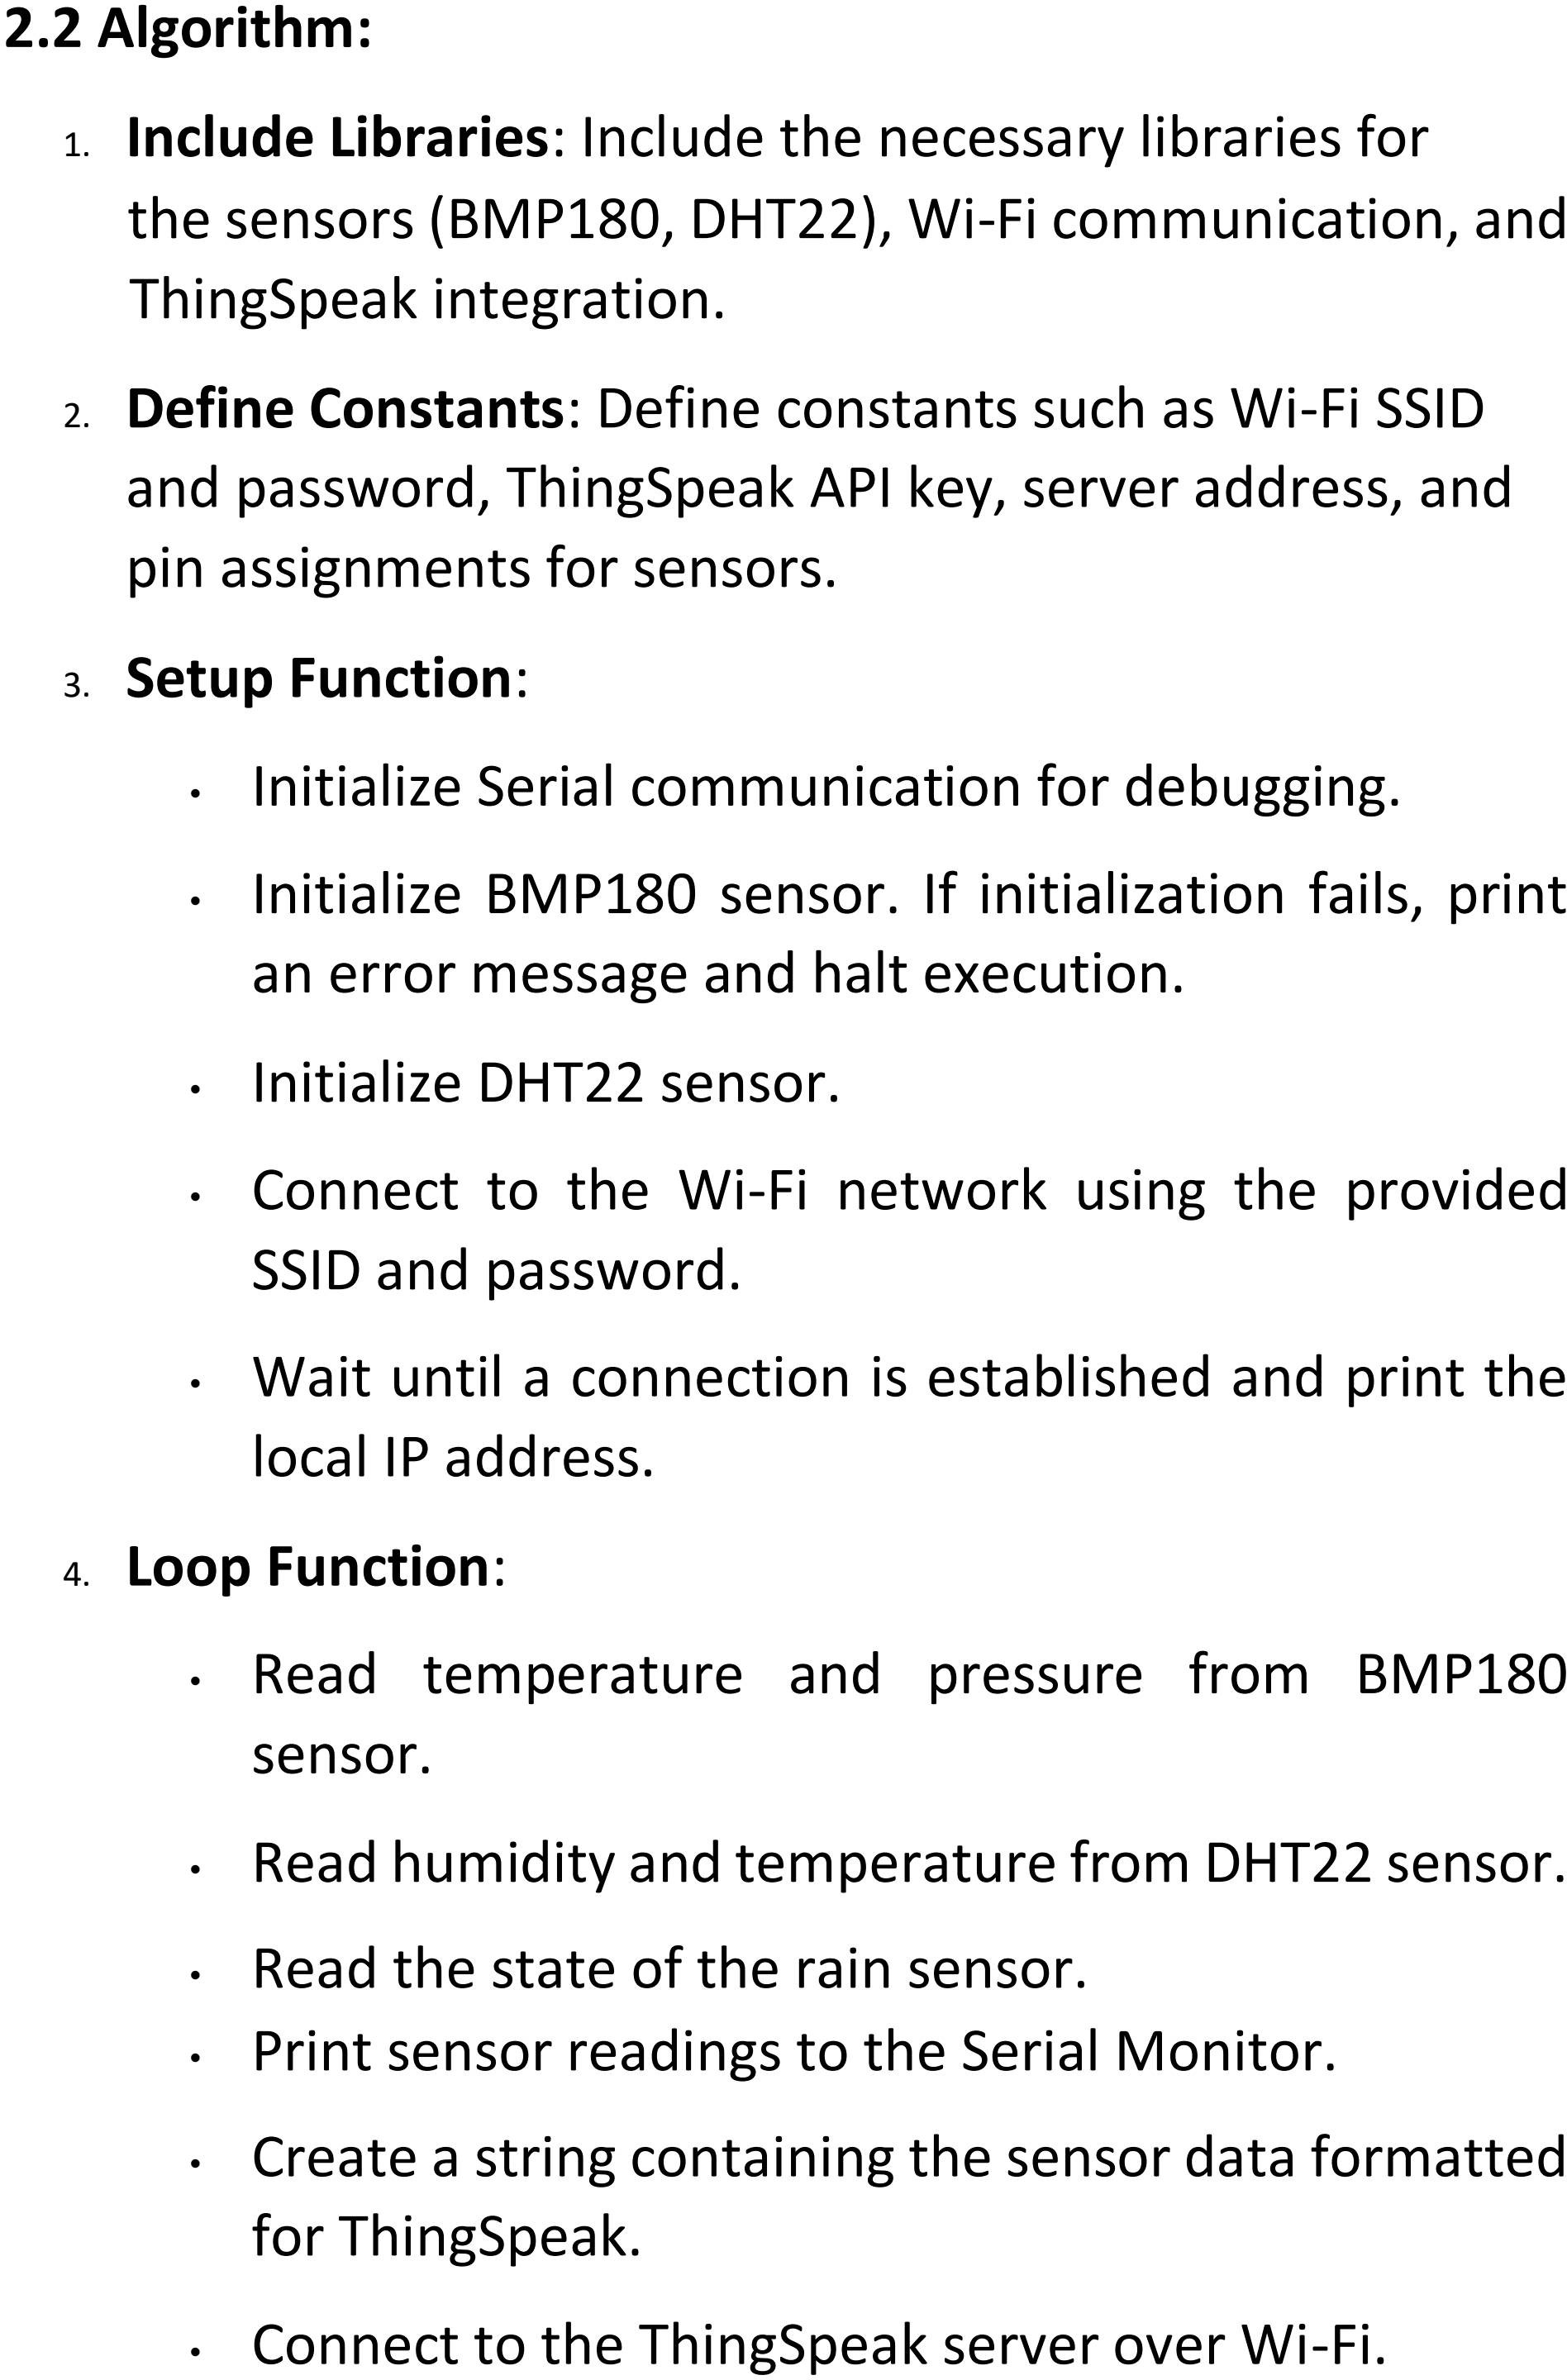 2.2 Algorithm:
1. Include Libraries: Include the necessary libraries for
the sensors (BMP180, DHT22), Wi-Fi communication, and
ThingSpeak integration.
2. Define Constants: Define constants such as Wi-Fi SSID
and password, ThingSpeak API key, server address, and
pin assignments for sensors.
3. Setup Function:
• Initialize Serial communication for debugging.
• Initialize BMP180 sensor. If initialization fails, print
an error message and halt execution.
• Initialize DHT22 sensor.
• Connect to the Wi-Fi network using the provided
SSID and password.
• Wait until a connection is established and print the
local IP address.
4. Loop Function:
• Read temperature and pressure from BMP180
sensor.
• Read humidity and temperature from DHT22 sensor.
• Read the state of the rain sensor.
• Print sensor readings to the Serial Monitor.
• Create a string containing the sensor data formatted
for ThingSpeak.
• Connect to the ThingSpeak server over Wi-Fi.